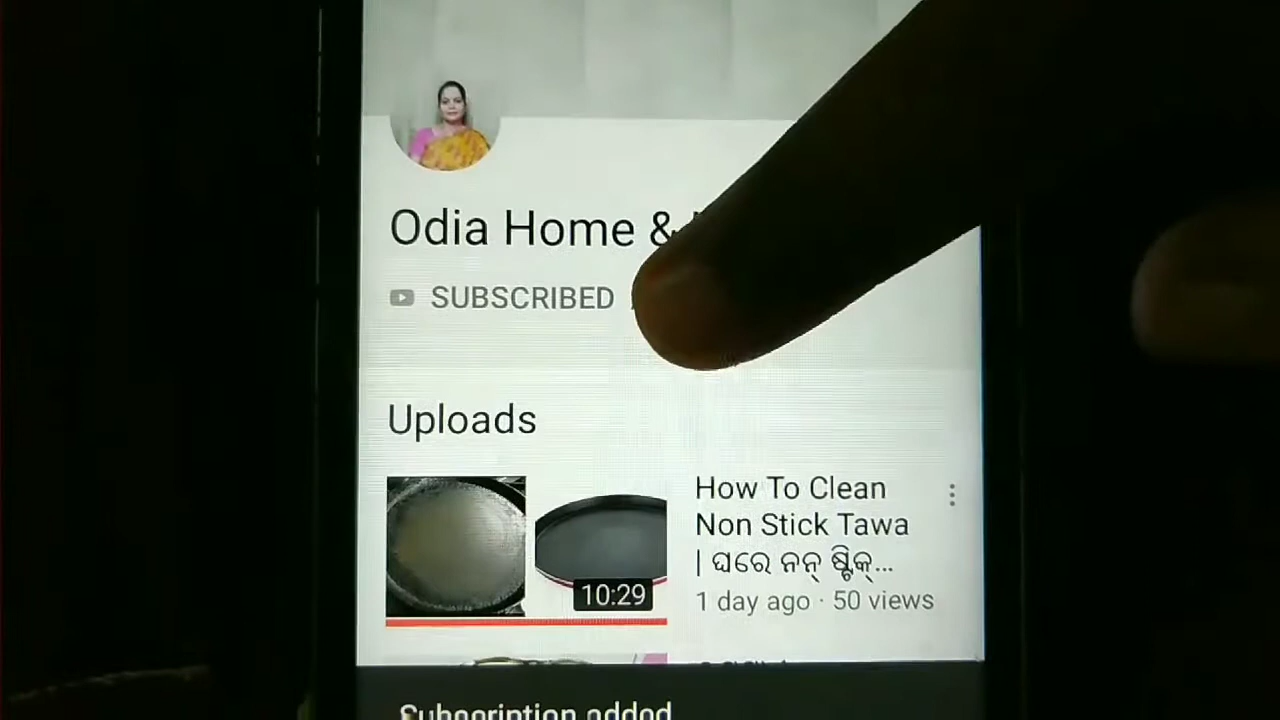 Odia Home &
SUBSCRIBED
Uploads
How To Clean
Non Stick Tawa
| ଘରେ ନନ୍ ଷ୍ଟିକ୍...
10:29
1 day ago · 50 views
Subscription added